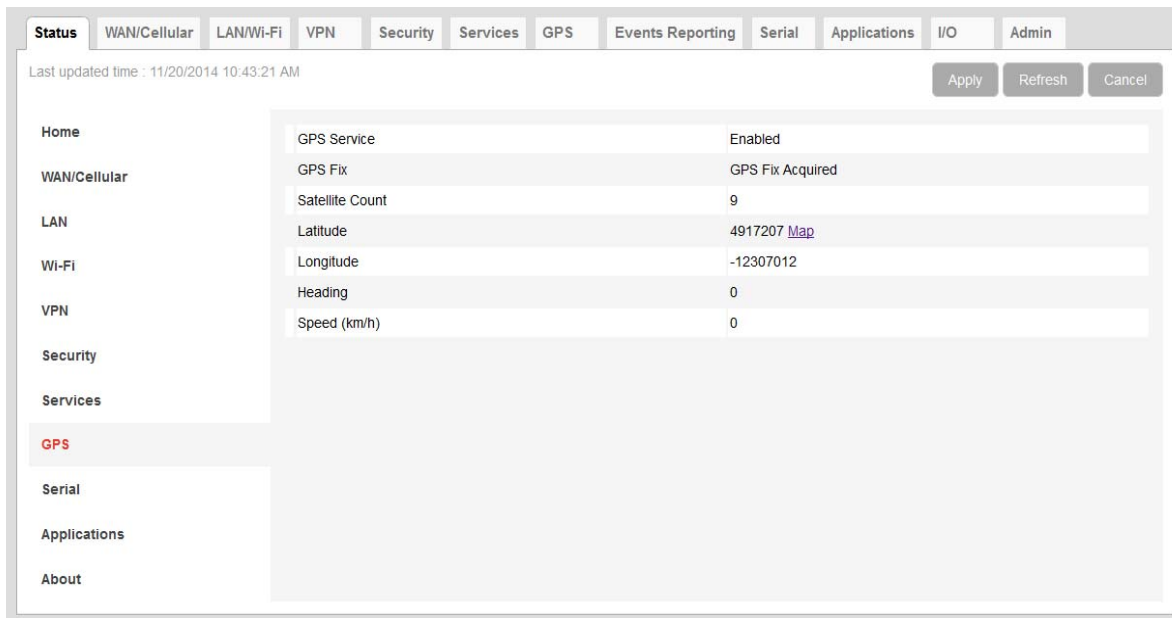 Status WAN/Cellular LAN/Wi-Fi VPN Security Services GPS Events Reporting Serial Applications I/O Admin
Last updated time : 11/20/2014 10:43:21 AM
Apply Refresh Cancel
Home
WAN/Cellular
LAN
Wi-Fi
VPN
Security
Services
GPS
Serial
Applications
About
GPS Service Enabled
GPS Fix GPS Fix Acquired
Satellite Count 9
Latitude 4917207 Map
Longitude -12307012
Heading 0
Speed (km/h) 0